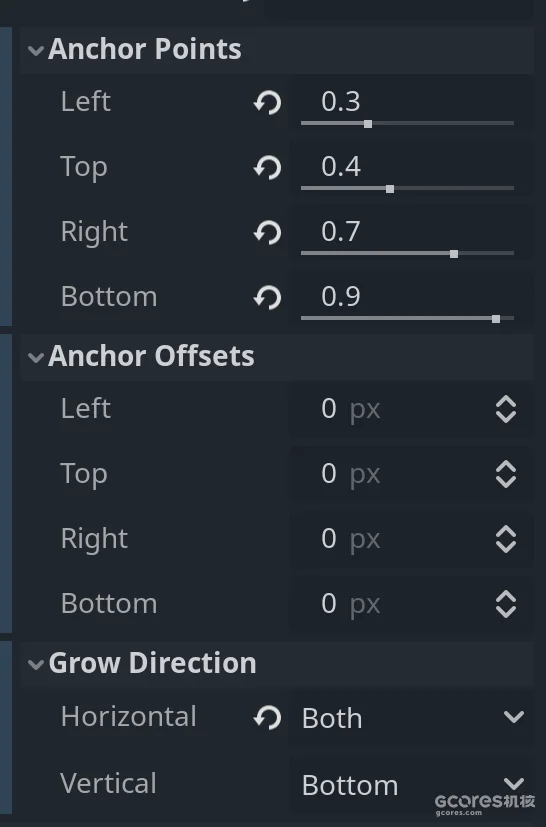 Anchor Points
Left 0.3
Top 0.4
Right 0.7
Bottom 0.9
Anchor Offsets
Left 0 px
Top 0 px
Right 0 px
Bottom 0 px
Grow Direction
Horizontal Both
Vertical Bottom
GCORES机核
gcores.com